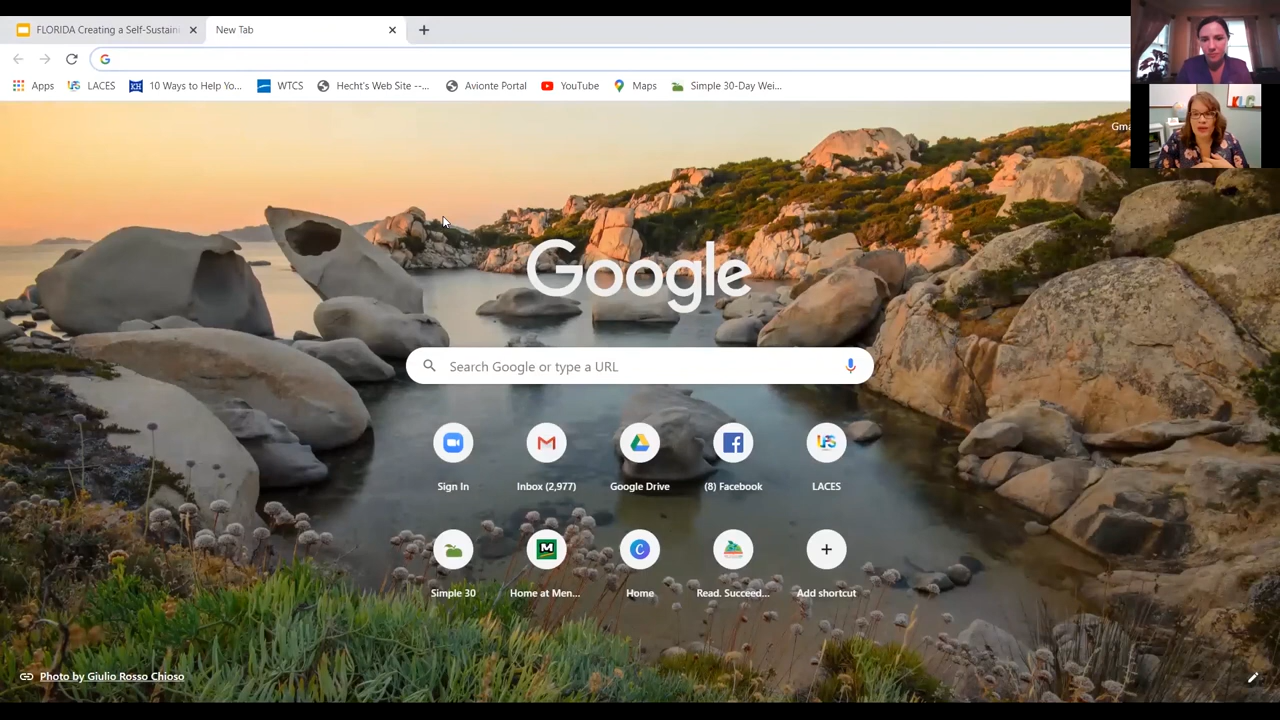 FLORIDA Creating a Self-Sustain
New Tab
Apps
LACES
10 Ways to Help Yo...
WTCS
Hecht's Web Site --...
Avionte Portal
YouTube
Maps
Simple 30-Day Wei...
Gma
KLC
Google
Search Google or type a URL
Sign In
Inbox (2,977)
Google Drive
(8) Facebook
LACES
Simple 30
Home at Men...
Home
Read. Succeed...
Add shortcut
Photo by Giulio Rosso Chioso